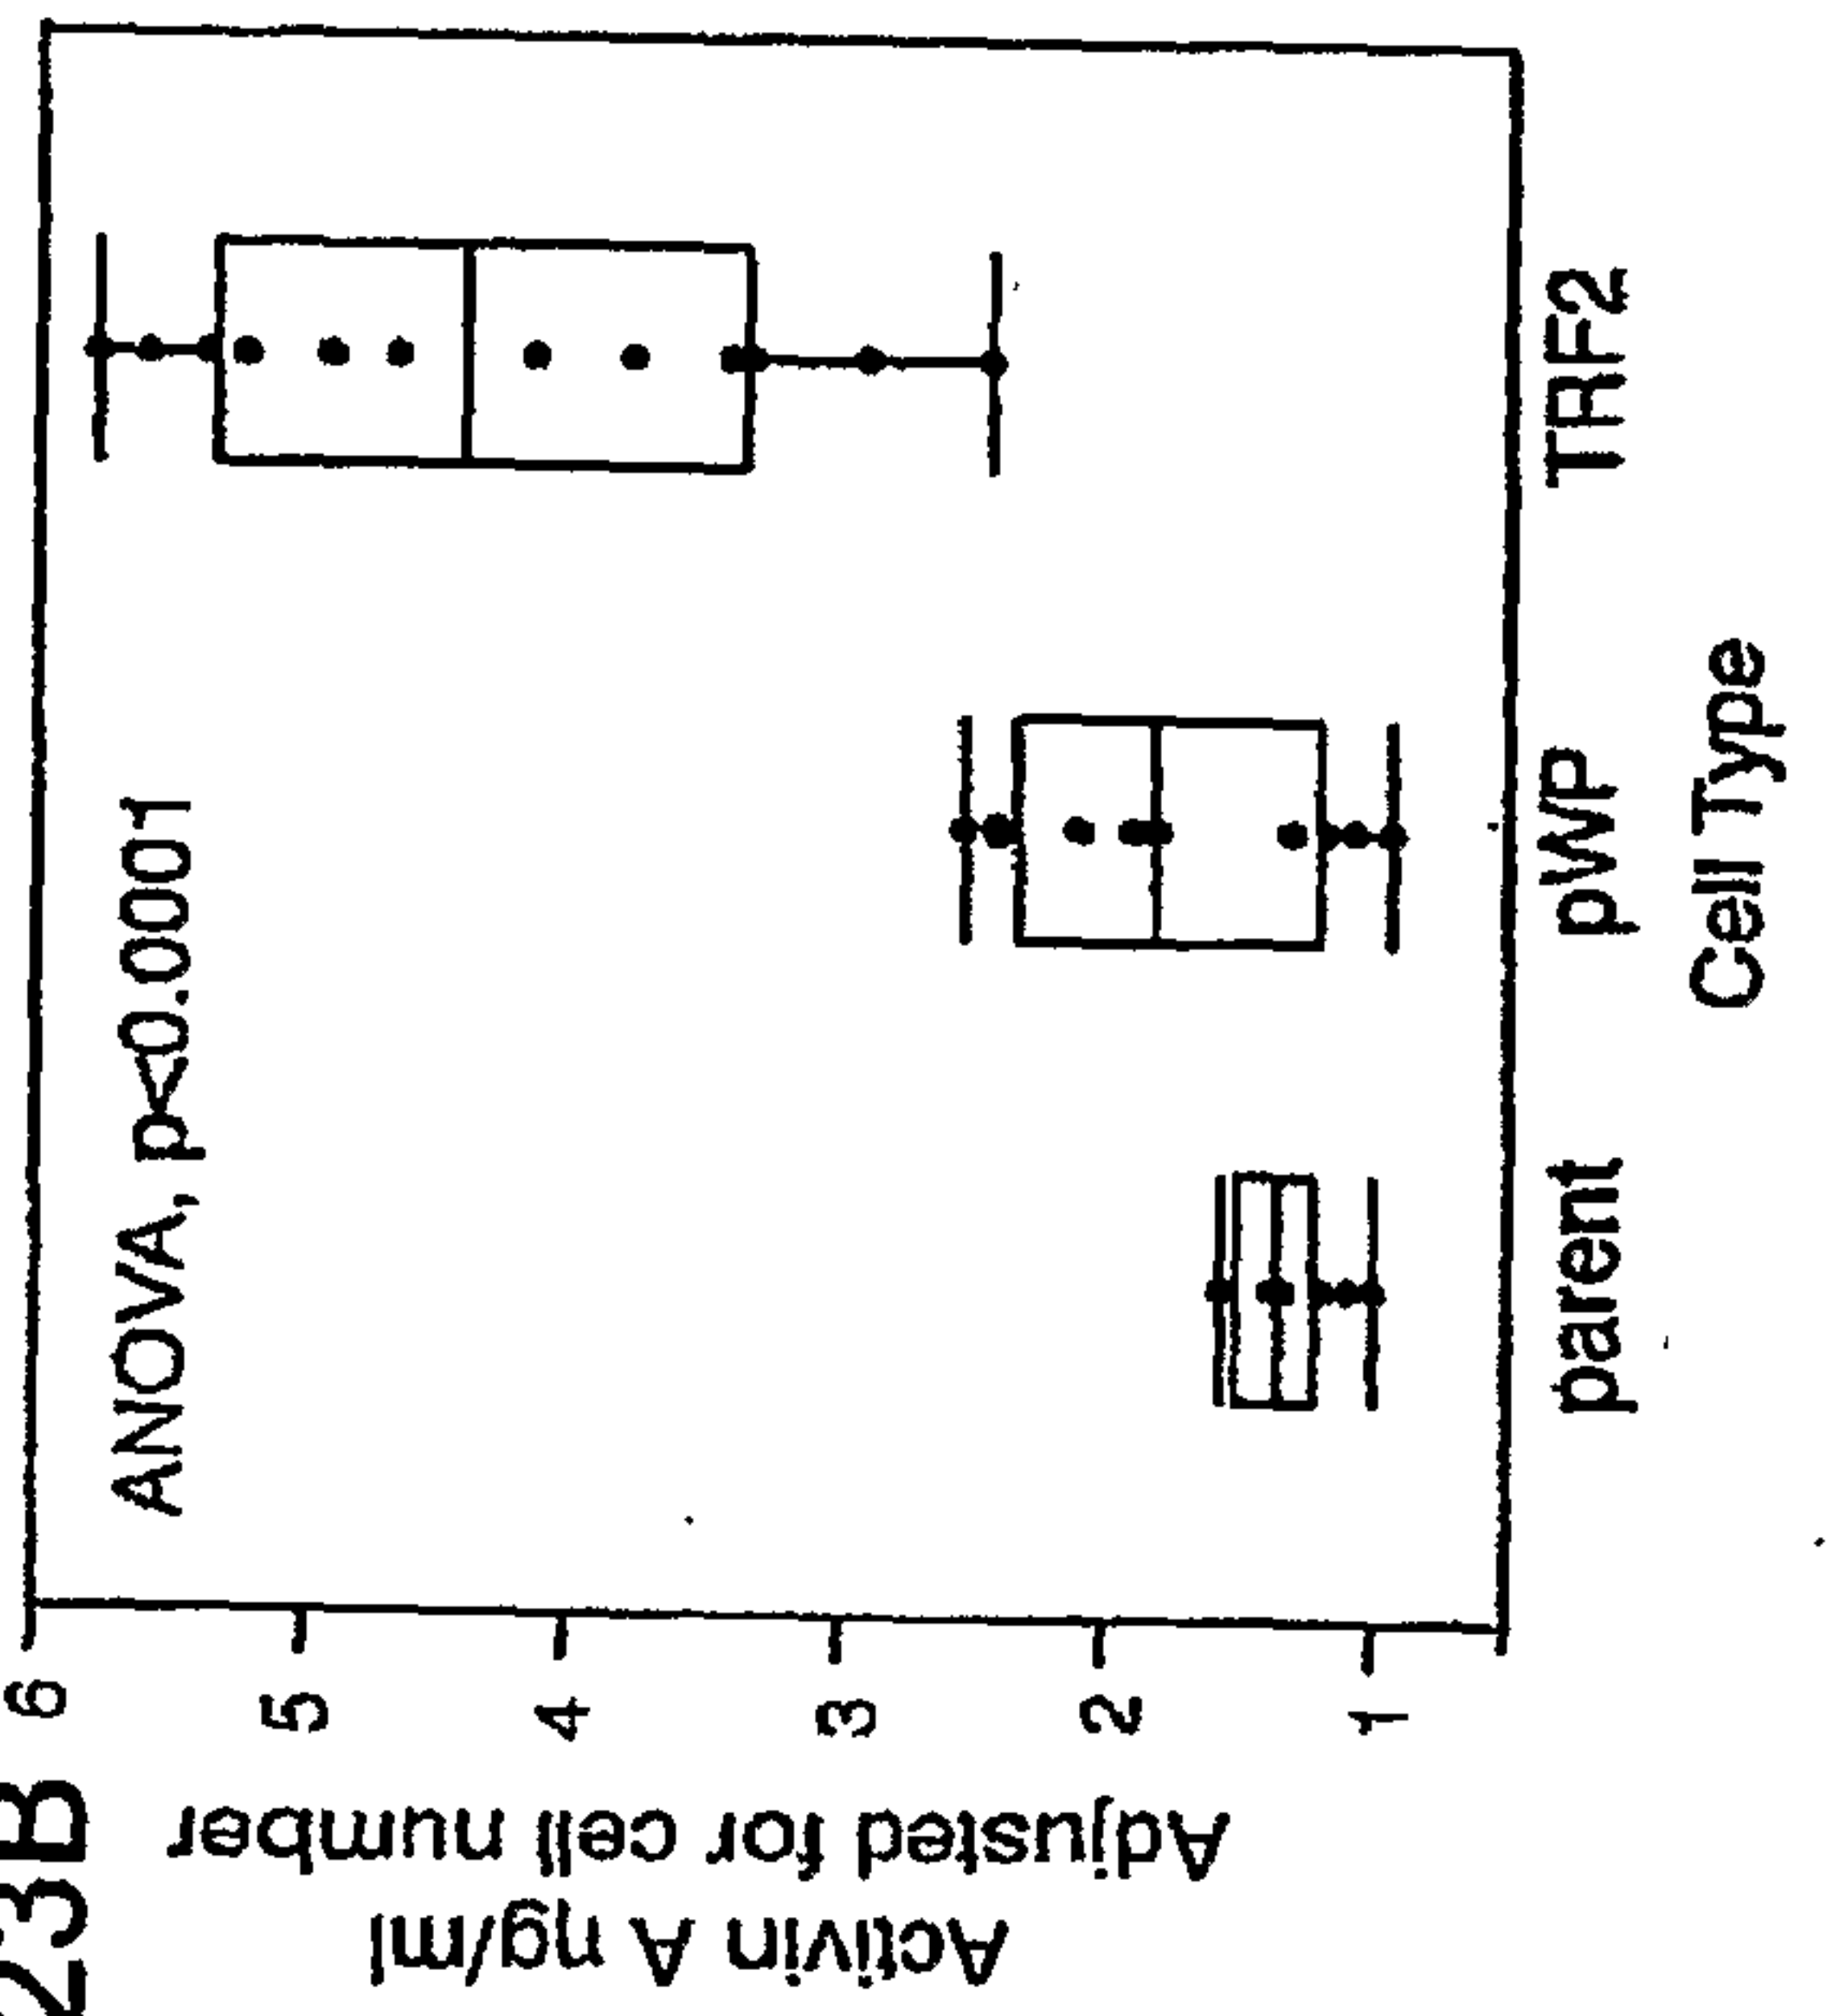 23B
Activin A ηg/ml
Adjusted for cell number
6
5
4
3
2
1
ANOVA, p<0.0001
parent
pWP
TRF2
Cell Type